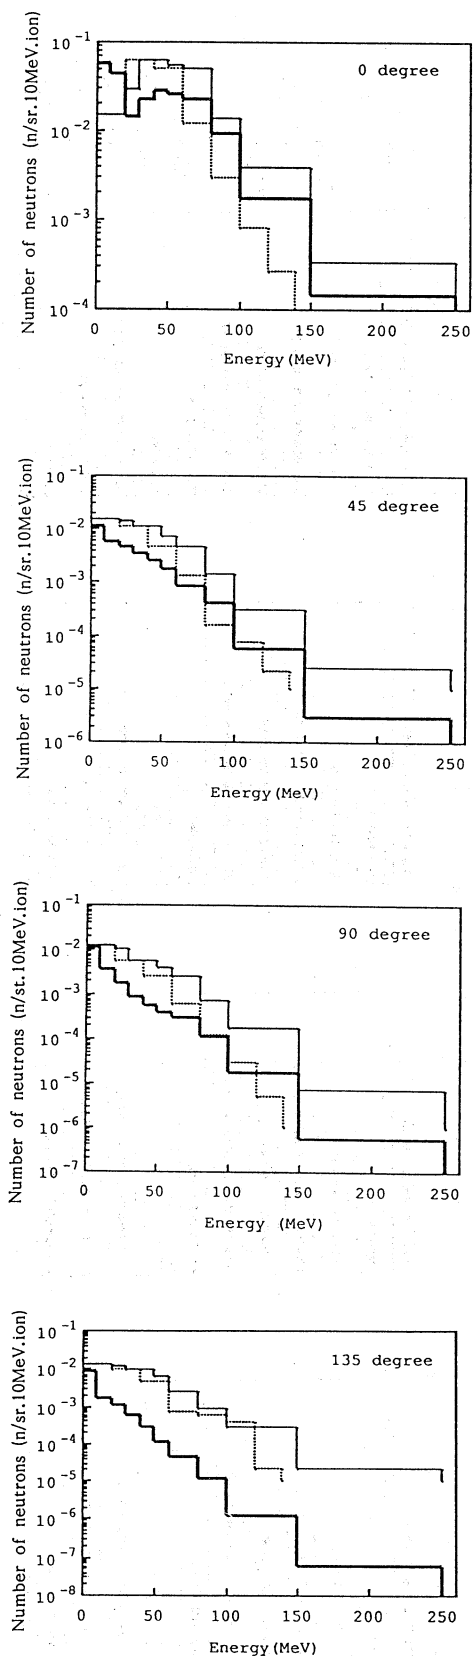 Number of neutrons (n/sr.10MeV.ion)
10⁻¹
10⁻²
10⁻³
10⁻⁴
0 degree
0 50 100 150 200 250
Energy(MeV)
Number of neutrons (n/sr.10MeV.ion)
10⁻¹
10⁻²
10⁻³
10⁻⁴
10⁻⁵
10⁻⁶
45 degree
0 50 100 150 200 250
Energy(MeV)
Number of neutrons (n/st.10MeV.ion)
10⁻¹
10⁻²
10⁻³
10⁻⁴
10⁻⁵
10⁻⁶
10⁻⁷
90 degree
0 50 100 150 200 250
Energy (MeV)
Number of neutrons (n/sr.10MeV.ion)
10⁻¹
10⁻²
10⁻³
10⁻⁴
10⁻⁵
10⁻⁶
10⁻⁷
10⁻⁸
135 degree
0 50 100 150 200 250
Energy(MeV)